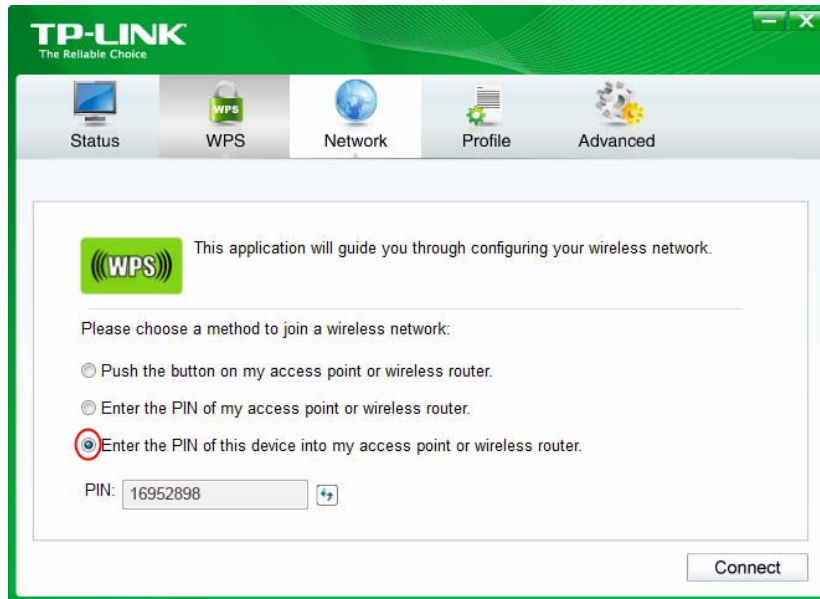 TP-LINK
The Reliable Choice
Status WPS Network Profile Advanced
WPS
(((WPS)))
This application will guide you through configuring your wireless network.
Please choose a method to join a wireless network:
Push the button on my access point or wireless router.
Enter the PIN of my access point or wireless router.
Enter the PIN of this device into my access point or wireless router.
PIN: 16952898
Connect